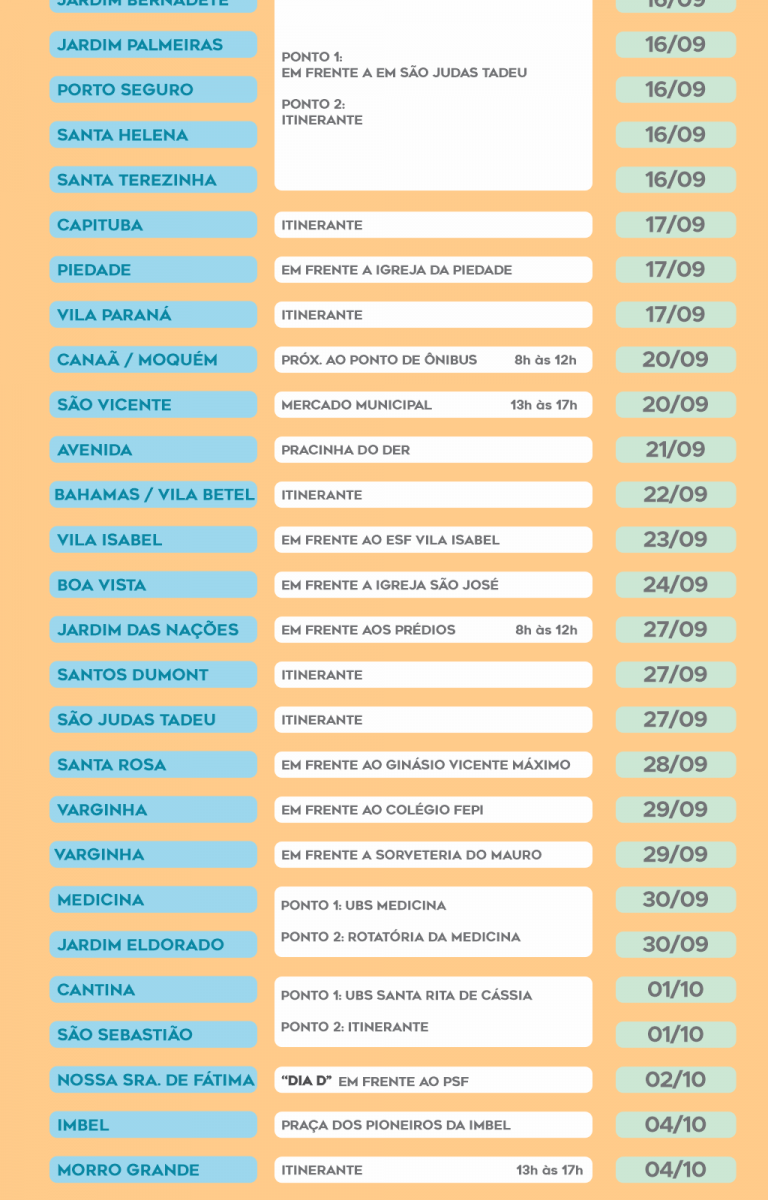 JARDIM BERNADETE
16/09
JARDIM PALMEIRAS
16/09
PONTO 1:
EM FRENTE A EM SÃO JUDAS TADEU
PORTO SEGURO
16/09
PONTO 2:
ITINERANTE
SANTA HELENA
16/09
SANTA TEREZINHA
16/09
CAPITUBA ITINERANTE 17/09
PIEDADE EM FRENTE A IGREJA DA PIEDADE 17/09
VILA PARANÁ ITINERANTE 17/09
CANAÃ / MOQUÉM PRÓX. AO PONTO DE ÔNIBUS 8h às 12h 20/09
SÃO VICENTE MERCADO MUNICIPAL 13h às 17h 20/09
AVENIDA PRACINHA DO DER 21/09
BAHAMAS / VILA BETEL ITINERANTE 22/09
VILA ISABEL EM FRENTE AO ESF VILA ISABEL 23/09
BOA VISTA EM FRENTE A IGREJA SÃO JOSÉ 24/09
JARDIM DAS NAÇÕES EM FRENTE AOS PRÉDIOS 8h às 12h 27/09
SANTOS DUMONT ITINERANTE 27/09
SÃO JUDAS TADEU ITINERANTE 27/09
SANTA ROSA EM FRENTE AO GINÁSIO VICENTE MÁXIMO 28/09
VARGINHA EM FRENTE AO COLÉGIO FEPI 29/09
VARGINHA EM FRENTE A SORVETERIA DO MAURO 29/09
MEDICINA PONTO 1: UBS MEDICINA 30/09
JARDIM ELDORADO PONTO 2: ROTATÓRIA DA MEDICINA 30/09
CANTINA PONTO 1: UBS SANTA RITA DE CÁSSIA 01/10
SÃO SEBASTIÃO PONTO 2: ITINERANTE 01/10
NOSSA SRA. DE FÁTIMA “DIA D” EM FRENTE AO PSF 02/10
IMBEL PRAÇA DOS PIONEIROS DA IMBEL 04/10
MORRO GRANDE ITINERANTE 13h às 17h 04/10